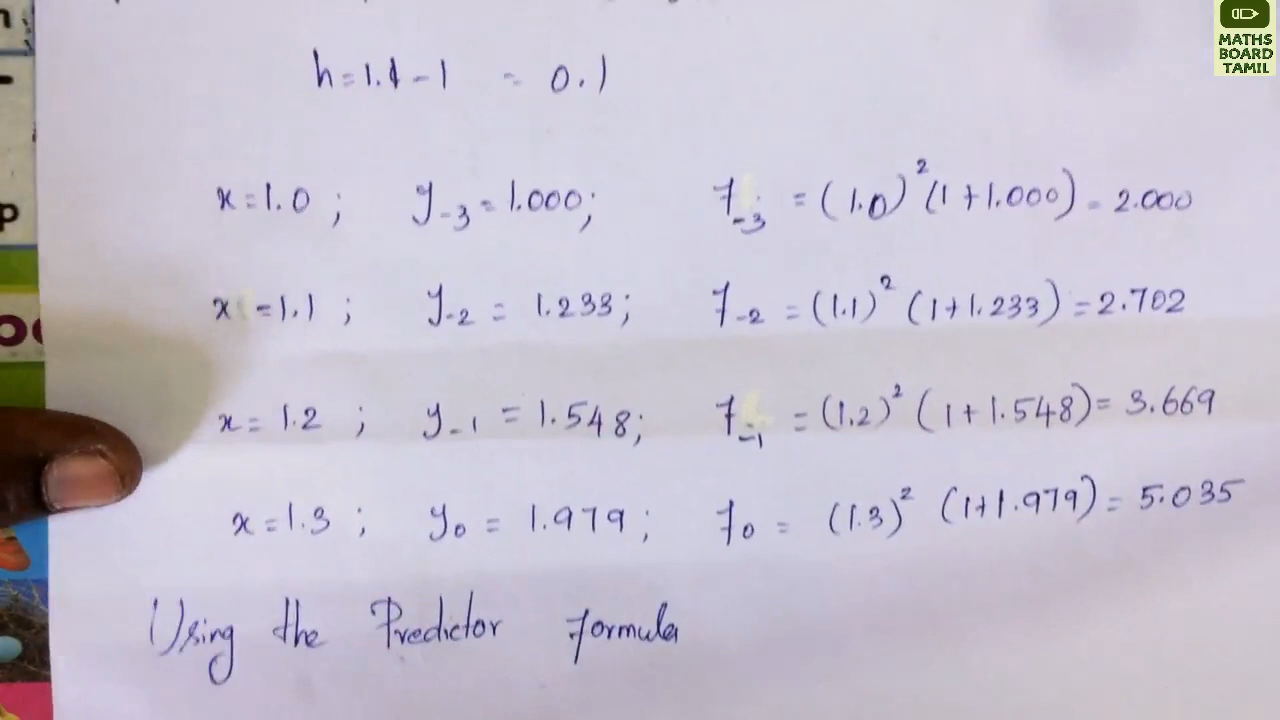 MATHS
BOARD
TAMIL
h = 1.1 - 1 = 0.1
x = 1.0 ; y₋₃ = 1.000; f₋₃ = (1.0)² (1 + 1.000) = 2.000
x = 1.1 ; y₋₂ = 1.233; f₋₂ = (1.1)² (1 + 1.233) = 2.702
x = 1.2 ; y₋₁ = 1.548; f₋₁ = (1.2)² (1 + 1.548) = 3.669
x = 1.3 ; y₀ = 1.979; f₀ = (1.3)² (1 + 1.979) = 5.035
Using the Predictor formula